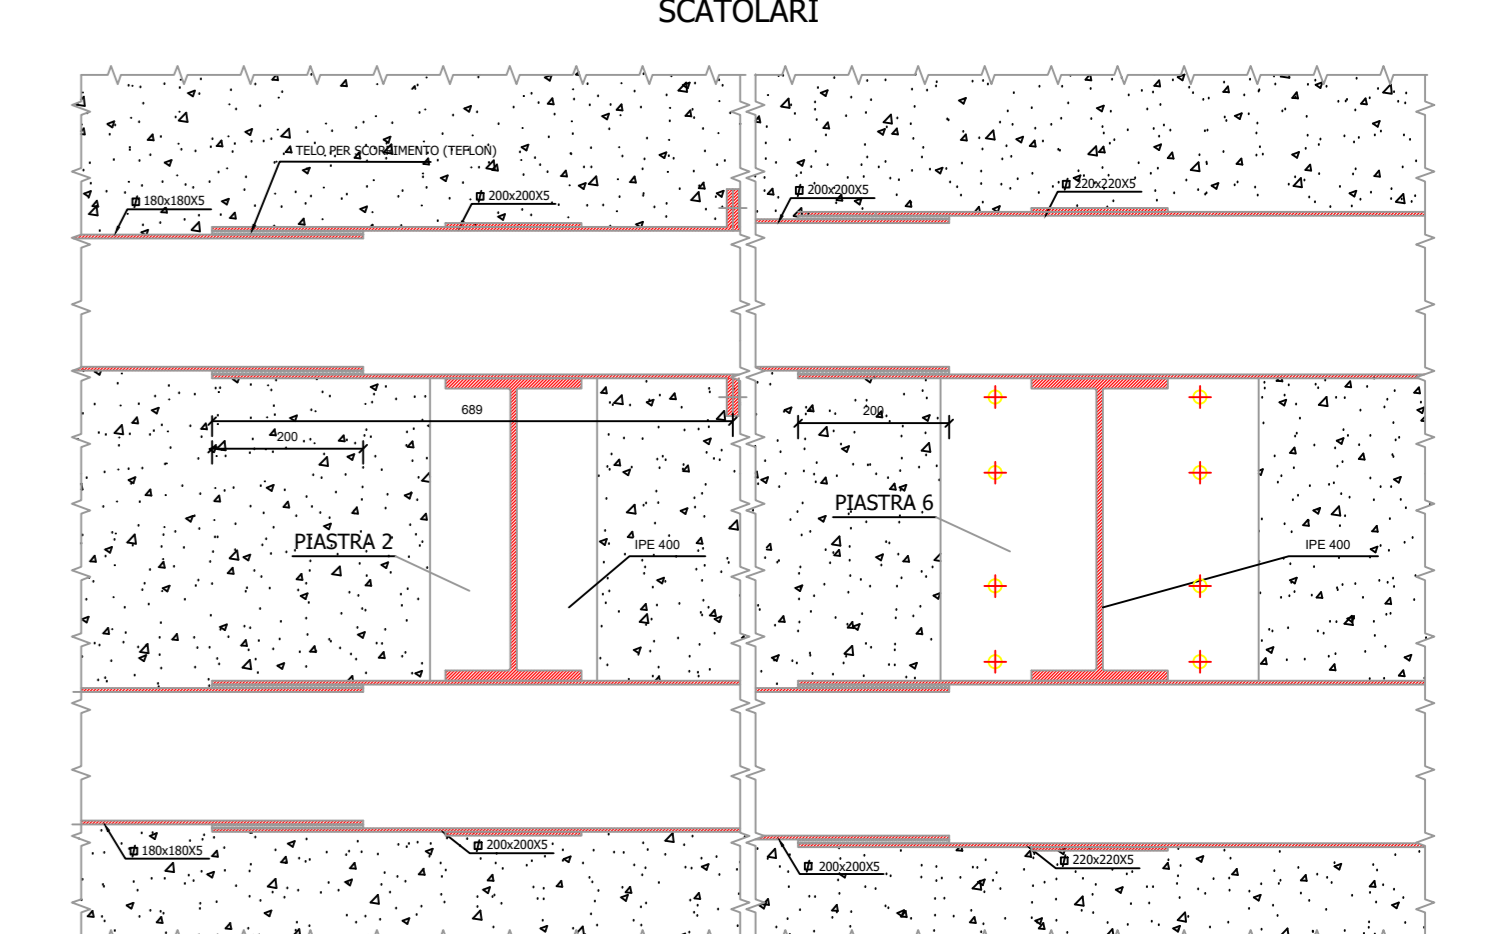 SCATOLARI
TELO PER SCORRIMENTO (TEFLON)
180x180X5
200x200X5
200x200X5
220x220X5
689
200
200
PIASTRA 2
IPE 400
PIASTRA 6
IPE 400
180x180X5
200x200X5
200x200X5
220x220X5